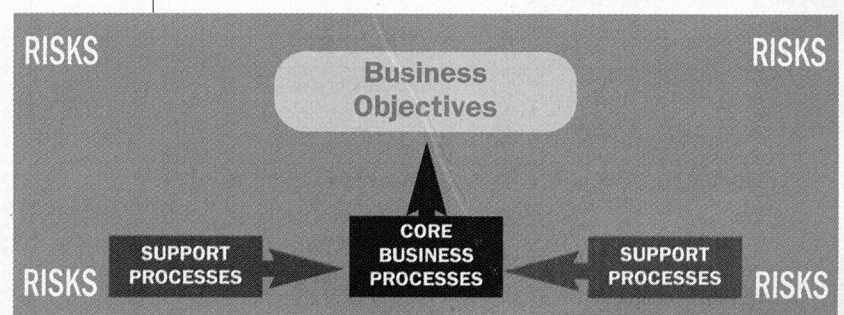 RISKS
RISKS
Business
Objectives
CORE
BUSINESS
PROCESSES
SUPPORT
PROCESSES
SUPPORT
PROCESSES
RISKS
RISKS